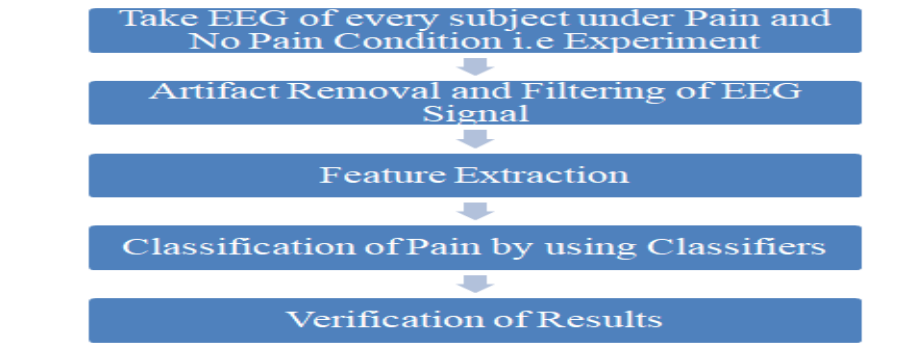 Take EEG of every subject under Pain and
No Pain Condition i.e Experiment
Artifact Removal and Filtering of EEG
Signal
Feature Extraction
Classification of Pain by using Classifiers
Verification of Results